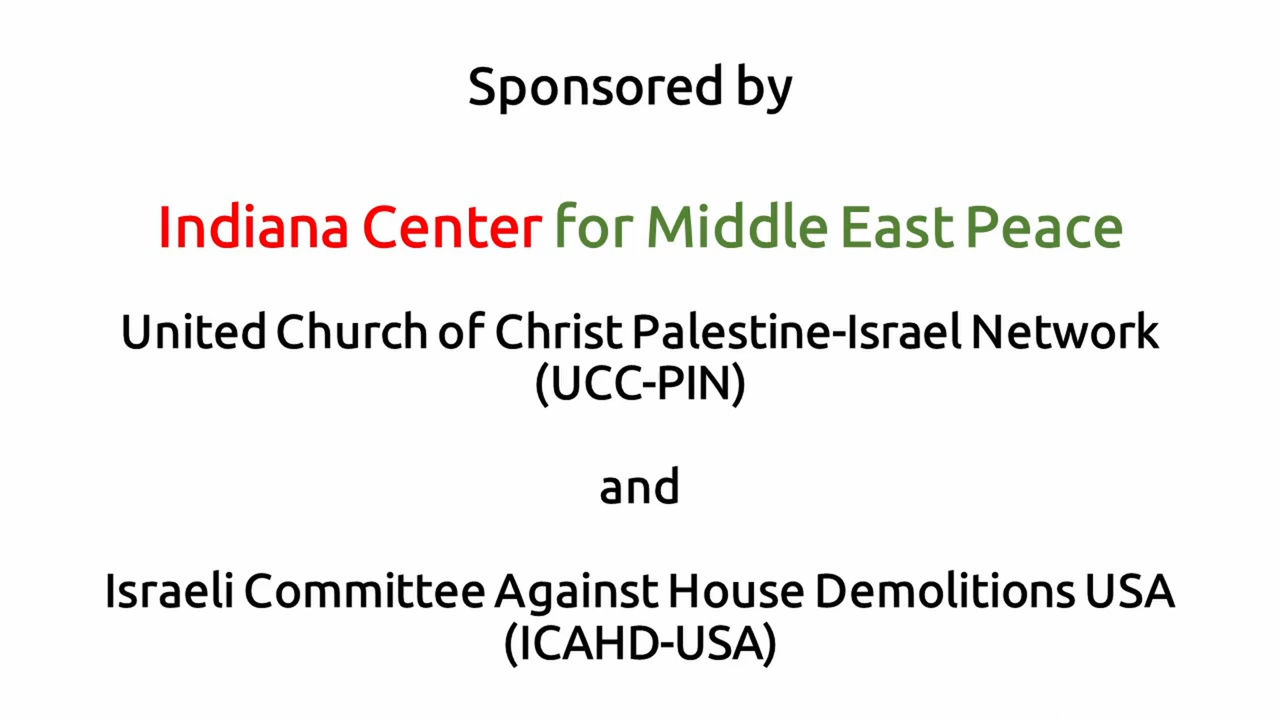 Sponsored by
Indiana Center for Middle East Peace
United Church of Christ Palestine-Israel Network
(UCC-PIN)
and
Israeli Committee Against House Demolitions USA
(ICAHD-USA)